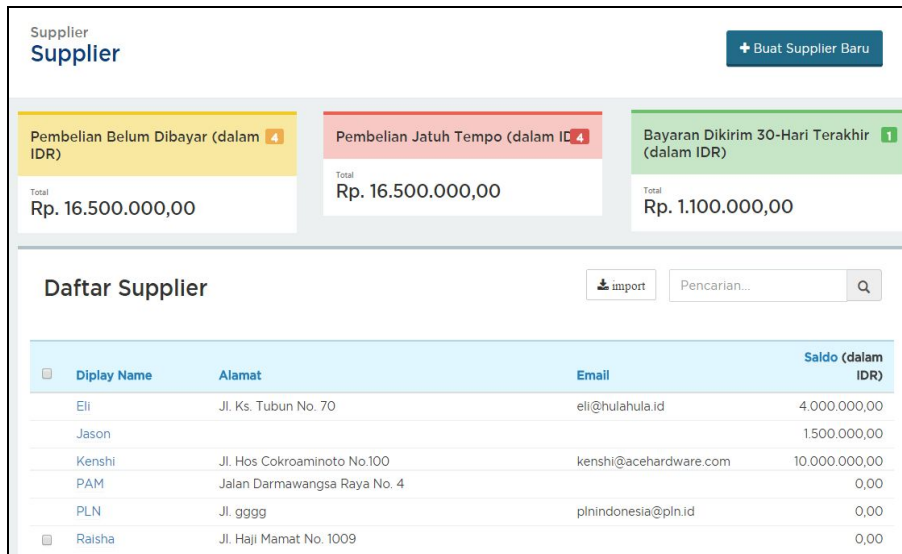 Supplier
Supplier
+ Buat Supplier Baru
Pembelian Belum Dibayar (dalam 4
IDR)
Total
Rp. 16.500.000,00
Pembelian Jatuh Tempo (dalam ID 4
Total
Rp. 16.500.000,00
Bayaran Dikirim 30-Hari Terakhir 1
(dalam IDR)
Total
Rp. 1.100.000,00
Daftar Supplier
import
Pencarian...
Diplay Name Alamat Email Saldo (dalam
IDR)
Eli Jl. Ks. Tubun No. 70 eli@hulahula.id 4.000.000,00
Jason 1.500.000,00
Kenshi Jl. Hos Cokroaminoto No.100 kenshi@acehardware.com 10.000.000,00
PAM Jalan Darmawangsa Raya No. 4 0,00
PLN Jl. gggg plnindonesia@pln.id 0,00
Raisha Jl. Haji Mamat No. 1009 0,00